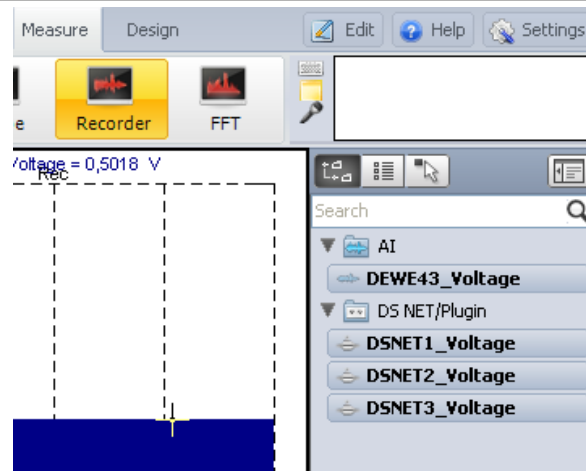 Measure Design Edit Help Settings
e Recorder FFT
Voltage = 0,5018 V
Rec
Search
AI
DEWE43_Voltage
DS NET/Plugin
DSNET1_Voltage
DSNET2_Voltage
DSNET3_Voltage